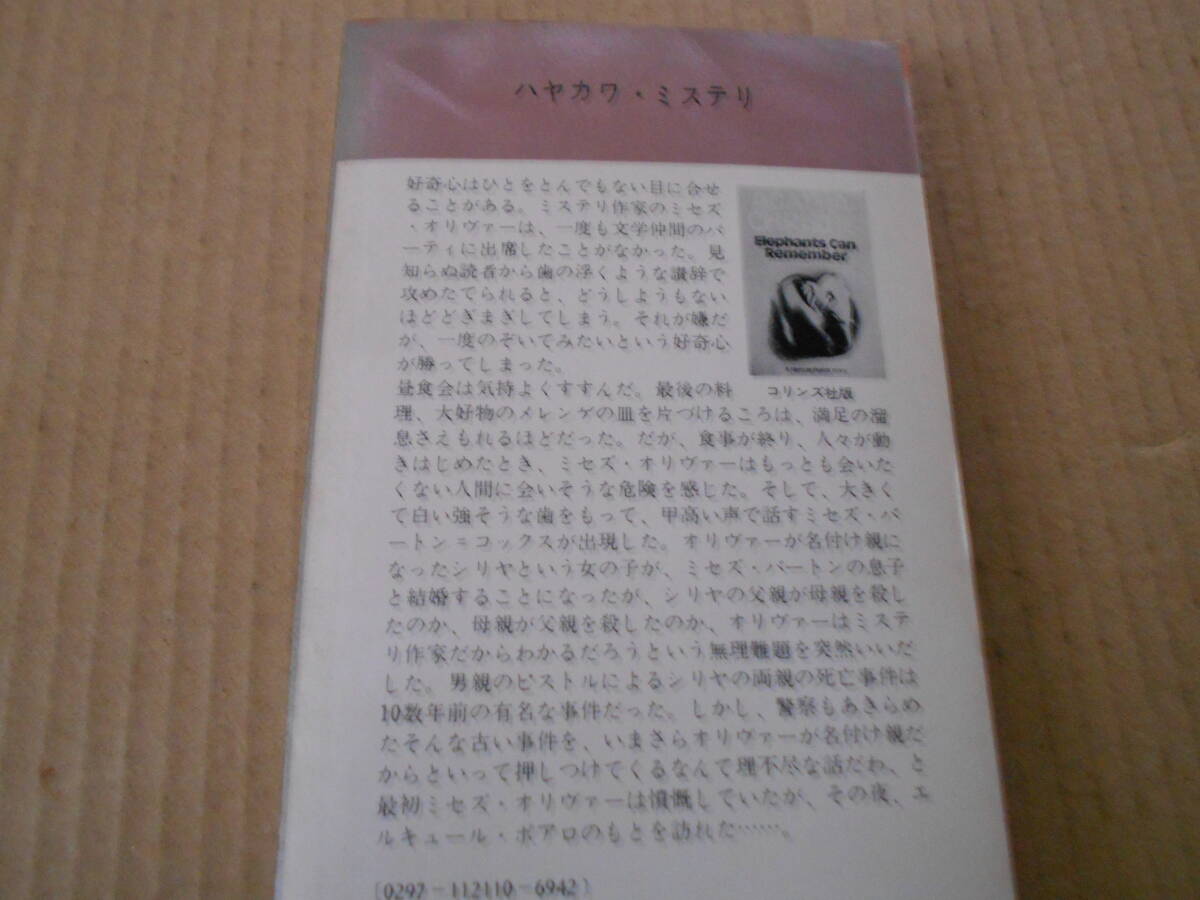 ハヤカワ・ミステリ
好奇心はひとをとんでもない目に合せ
ることがある。ミステリ作家のミセズ
・オリヴァーは、一度も文学仲間のパ
ーティに出席したことがなかった。見
知らぬ読者から歯の浮くような讃辞で
攻めたてられると、どうしようもない
ほどどぎまぎしてしまう。それが嫌だ
が、一度のぞいてみたいという好奇心
が勝ってしまった。
Elephants Can
Remember
コリンズ社版
昼食会は気持よくすすんだ。最後の料
理、大好物のメレンゲの皿を片づけるころは、満足の溜
息さえもれるほどだった。だが、食事が終り、人々が動
きはじめたとき、ミセズ・オリヴァーはもっとも会いた
くない人間に会いそうな危険を感じた。そして、大きく
て白い強そうな歯をもって、甲高い声で話すミセズ・バ
ートン＝コックスが出現した。オリヴァーが名付け親に
なったシリヤという女の子が、ミセズ・バートンの息子
と結婚することになったが、シリヤの父親が母親を殺し
たのか、母親が父親を殺したのか、オリヴァーはミステ
リ作家だからわかるだろうという無理難題を突然いいだ
した。男親のピストルによるシリヤの両親の死亡事件は
10数年前の有名な事件だった。しかし、警察もあきらめ
たそんな古い事件を、いまさらオリヴァーが名付け親だ
からといって押しつけてくるなんて理不尽な話だわ、と
最初ミセズ・オリヴァーは憤慨していたが、その夜、エ
ルキュール・ポアロのもとを訪れた……。
〔0297－112110－6942〕